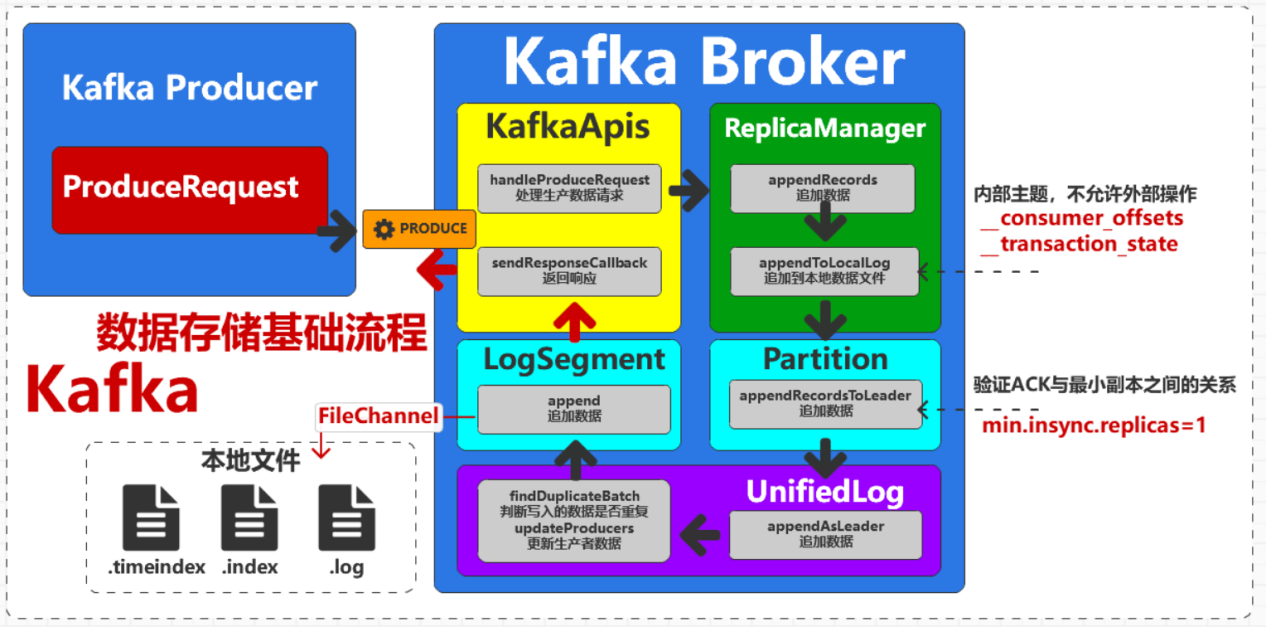 Kafka Producer
ProduceRequest
PRODUCE
数据存储基础流程
Kafka
FileChannel
本地文件
.timeindex
.index
.log
Kafka Broker
KafkaApis
handleProduceRequest
处理生产数据请求
sendResponseCallback
返回响应
ReplicaManager
appendRecords
追加数据
appendToLocalLog
追加到本地数据文件
内部主题，不允许外部操作
__consumer_offsets
__transaction_state
LogSegment
append
追加数据
Partition
appendRecordsToLeader
追加数据
验证ACK与最小副本之间的关系
min.insync.replicas=1
UnifiedLog
appendAsLeader
追加数据
findDuplicateBatch
判断写入的数据是否重复
updateProducers
更新生产者数据